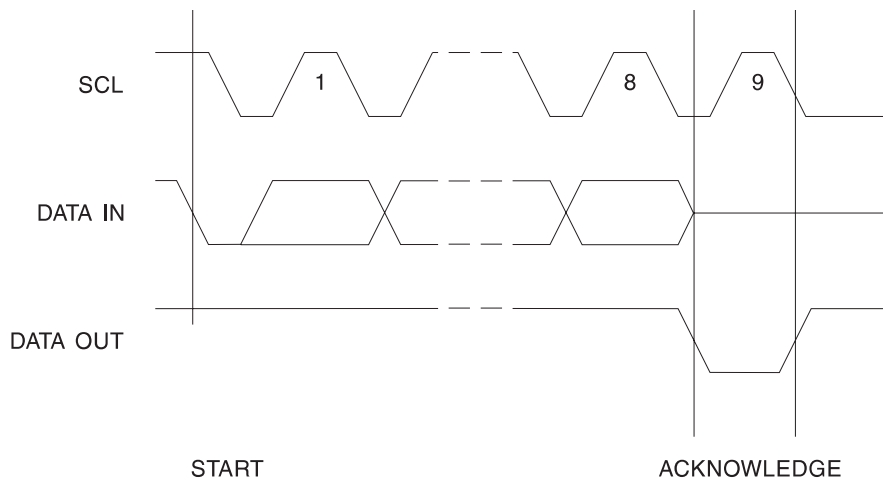 SCL 1 8 9
DATA IN
DATA OUT
START ACKNOWLEDGE